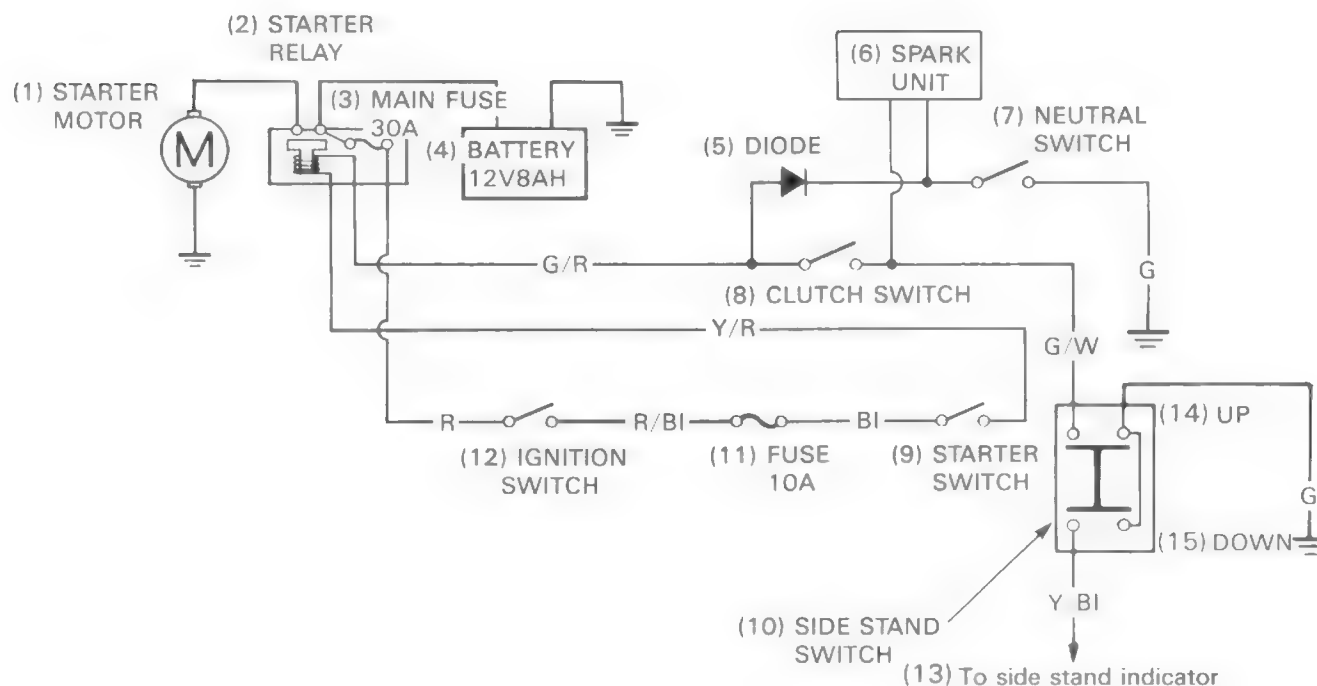 (2) STARTER
RELAY
(1) STARTER
MOTOR
M
(3) MAIN FUSE
30A
(4) BATTERY
12V8AH
(6) SPARK
UNIT
(5) DIODE
(7) NEUTRAL
SWITCH
G/R
(8) CLUTCH SWITCH
G
Y/R
G/W
R
R/Bl
Bl
(12) IGNITION
SWITCH
(11) FUSE
10A
(9) STARTER
SWITCH
(14) UP
G
(15) DOWN
Y Bl
(10) SIDE STAND
SWITCH
(13) To side stand indicator